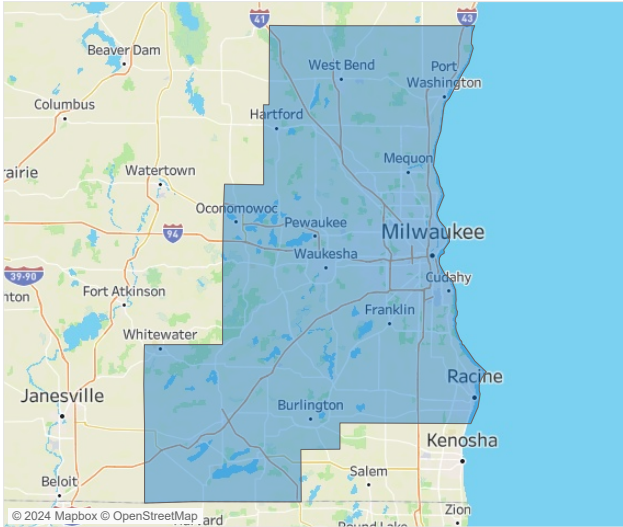 41
43
Beaver Dam
West Bend
Port
Washington
Columbus
Hartford
Mequon
rairie
Watertown
Oconomowoc
Pewaukee
Milwaukee
94
Waukesha
39-90
Cudahy
nton
Fort Atkinson
Franklin
Whitewater
Racine
Janesville
Burlington
Kenosha
Salem
Beloit
Zion
© 2024 Mapbox © OpenStreetMap